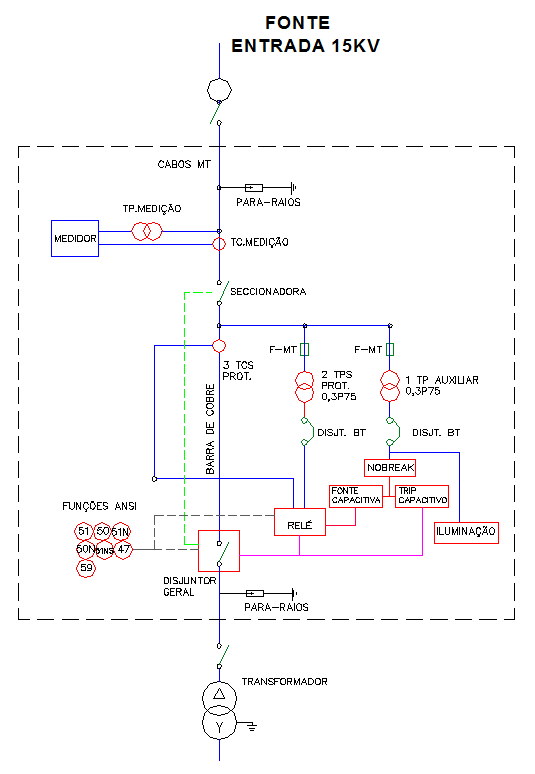 FONTE
ENTRADA 15KV
CABOS MT
PARA-RAIOS
TP.MEDIÇÃO
MEDIDOR
TC.MEDIÇÃO
SECCIONADORA
F-MT
F-MT
3 TCS
PROT.
2 TPS
PROT.
0,3P75
1 TP AUXILIAR
0,3P75
BARRA DE COBRE
DISJT. BT
DISJT. BT
NOBREAK
FONTE
CAPACITIVA
TRIP
CAPACITIVO
FUNÇÕES ANSI
RELÉ
ILUMINAÇÃO
51
50
51N
50N
51NS
47
59
DISJUNTOR
GERAL
PARA-RAIOS
TRANSFORMADOR
Y